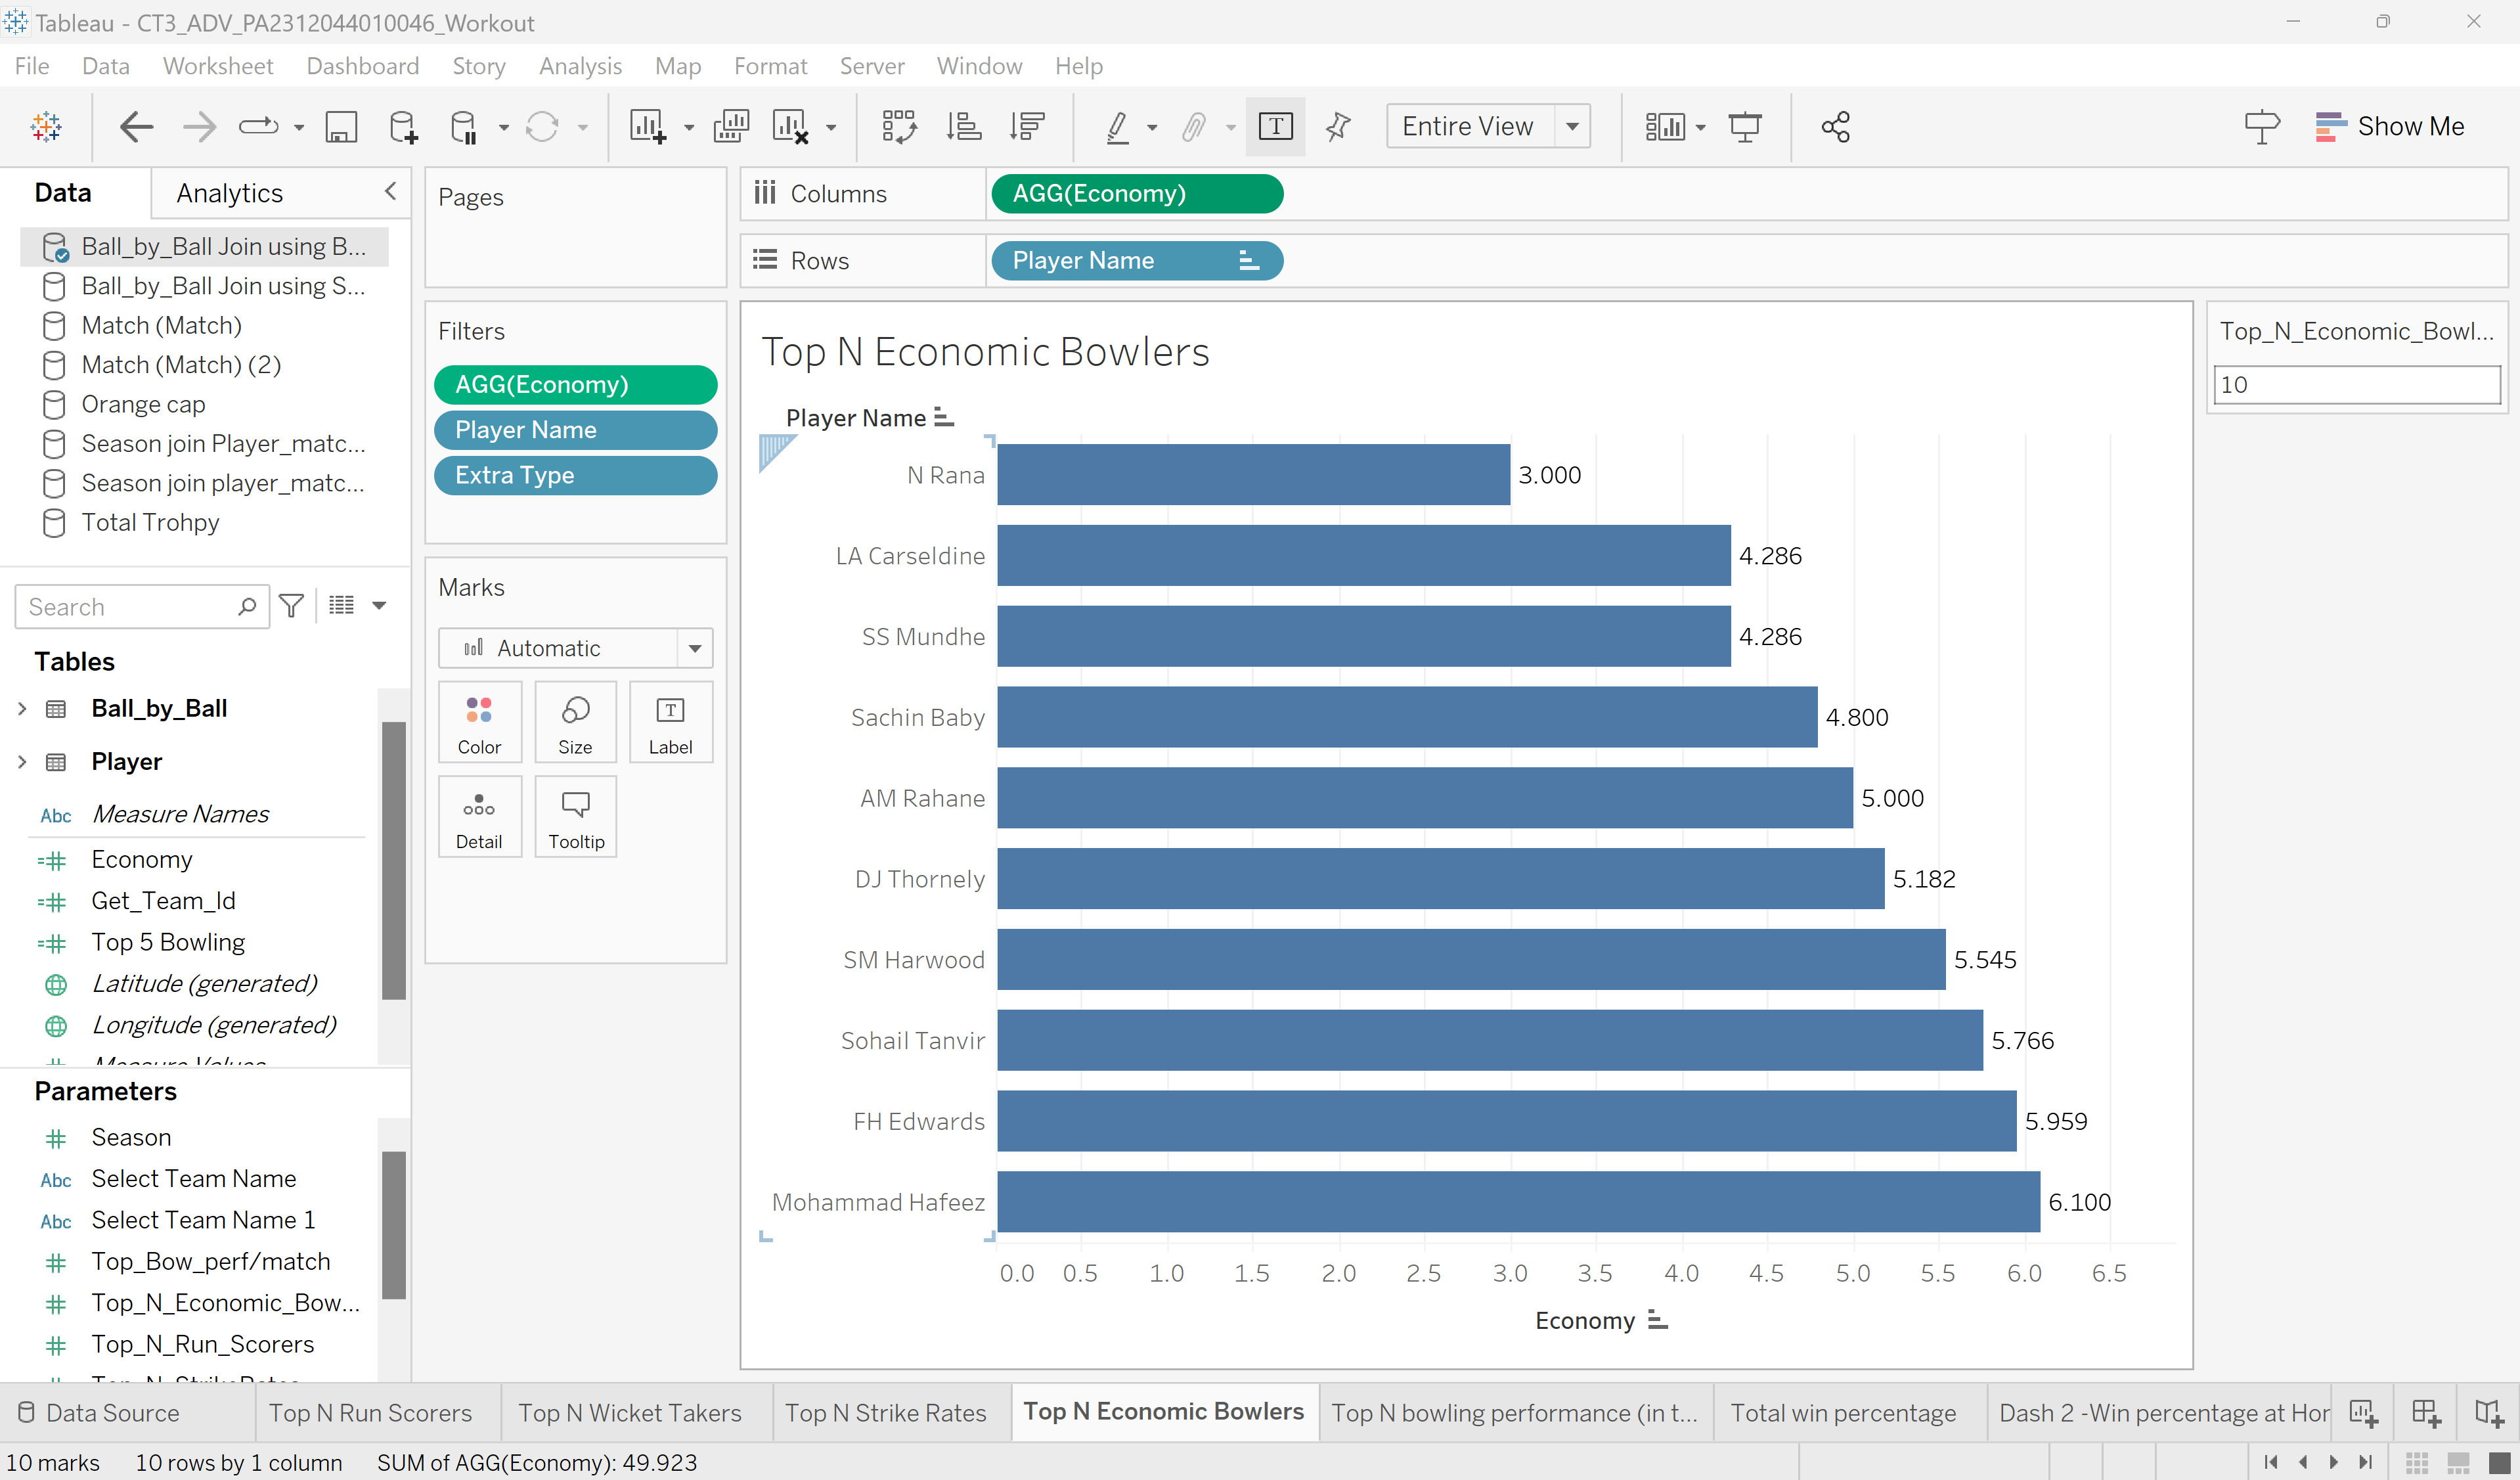 Tableau - CT3_ADV_PA2312044010046_Workout
File Data Worksheet Dashboard Story Analysis Map Format Server Window Help
Entire View
Show Me
Data
Analytics
Ball_by_Ball Join using B...
Ball_by_Ball Join using S...
Match (Match)
Match (Match) (2)
Orange cap
Season join Player_matc...
Season join player_matc...
Total Trohpy
Search
Tables
Ball_by_Ball
Player
Abc Measure Names
Economy
Get_Team_Id
Top 5 Bowling
Latitude (generated)
Longitude (generated)
Measure Values
Parameters
Season
Abc Select Team Name
Abc Select Team Name 1
Top_Bow_perf/match
Top_N_Economic_Bow...
Top_N_Run_Scorers
Pages
Filters
AGG(Economy)
Player Name
Extra Type
Marks
Automatic
Color
Size
Label
Detail
Tooltip
Columns
AGG(Economy)
Rows
Player Name
Top N Economic Bowlers
Player Name
N Rana 3.000
LA Carseldine 4.286
SS Mundhe 4.286
Sachin Baby 4.800
AM Rahane 5.000
DJ Thornely 5.182
SM Harwood 5.545
Sohail Tanvir 5.766
FH Edwards 5.959
Mohammad Hafeez 6.100
0.0 0.5 1.0 1.5 2.0 2.5 3.0 3.5 4.0 4.5 5.0 5.5 6.0 6.5
Economy
Top_N_Economic_Bowl...
10
Data Source
Top N Run Scorers
Top N Wicket Takers
Top N Strike Rates
Top N Economic Bowlers
Top N bowling performance (in t...
Total win percentage
Dash 2 -Win percentage at Hor
10 marks 10 rows by 1 column SUM of AGG(Economy): 49.923